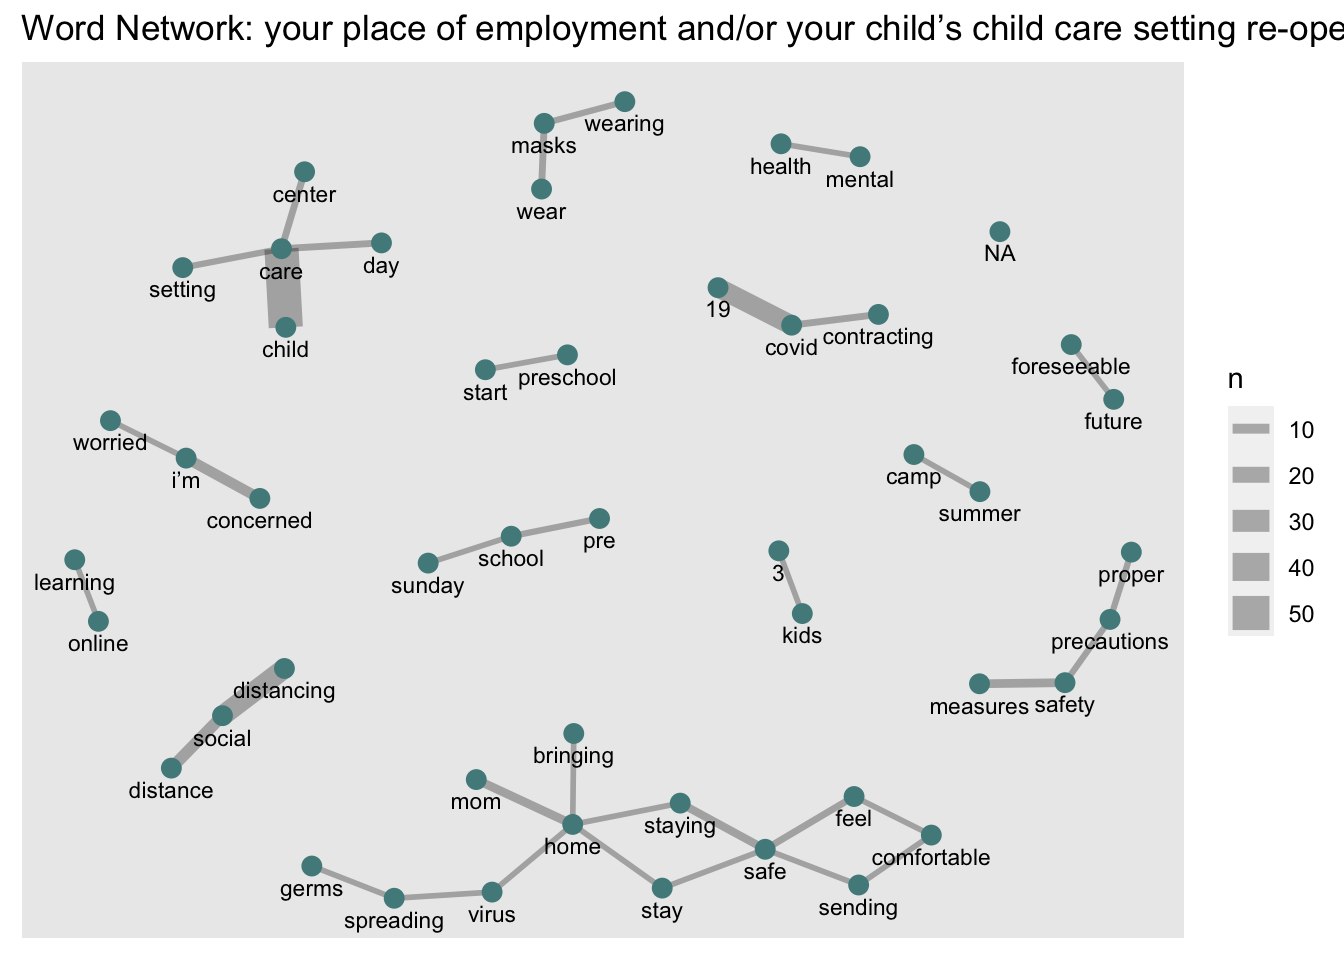 Word Network: your place of employment and/or your child’s child care setting re-ope
wearing
masks
wear
health
mental
center
care
day
setting
child
NA
19
covid
contracting
start
preschool
foreseeable
future
worried
i’m
concerned
camp
summer
pre
school
sunday
learning
online
3
kids
proper
precautions
measures
safety
distancing
social
distance
bringing
mom
home
staying
feel
safe
comfortable
germs
spreading
virus
stay
sending
n
10
20
30
40
50